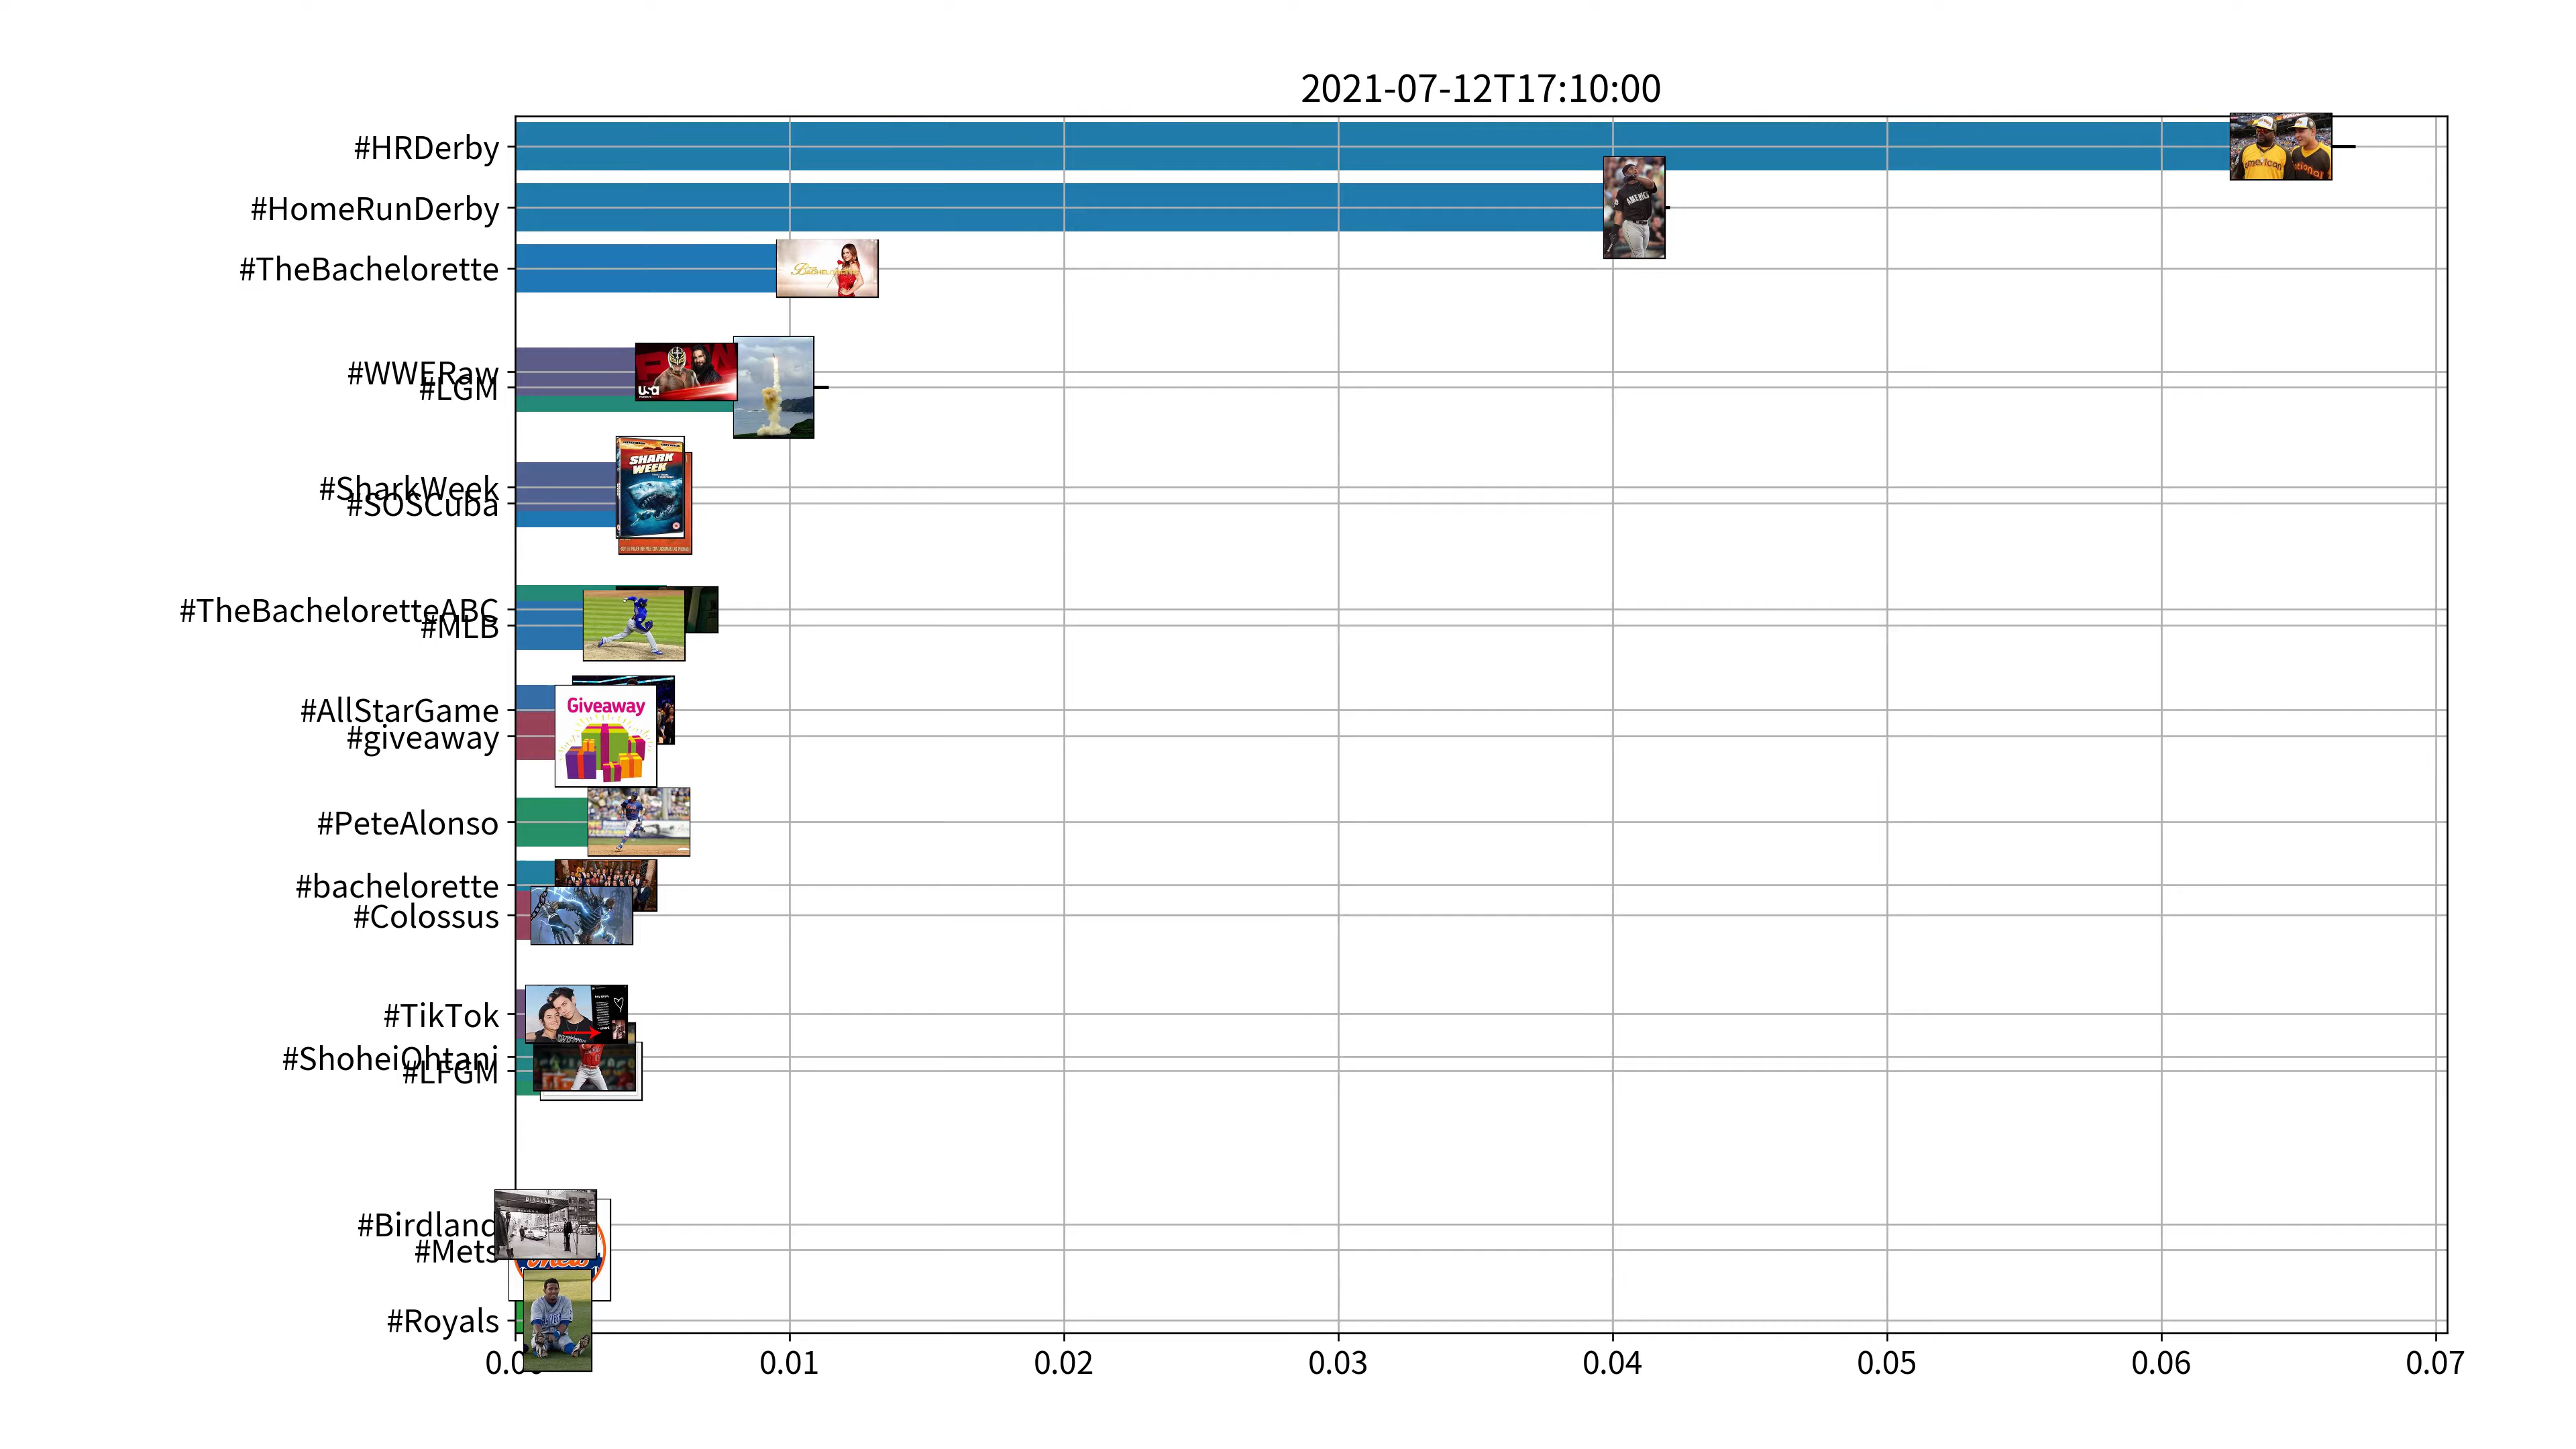 2021-07-12T17:10:00
#HRDerby
#HomeRunDerby
#TheBachelorette
#WWERaw
#LGM
#SharkWeek
#SOSCuba
#TheBacheloretteABC
#MLB
#AllStarGame
#giveaway
#PeteAlonso
#bachelorette
#Colossus
#TikTok
#ShoheiOhtani
#LFGM
#Birdland
#Mets
#Royals
USA
SHARK
WEEK
Giveaway
BIRDLAND
0.01
0.02
0.03
0.04
0.05
0.06
0.07